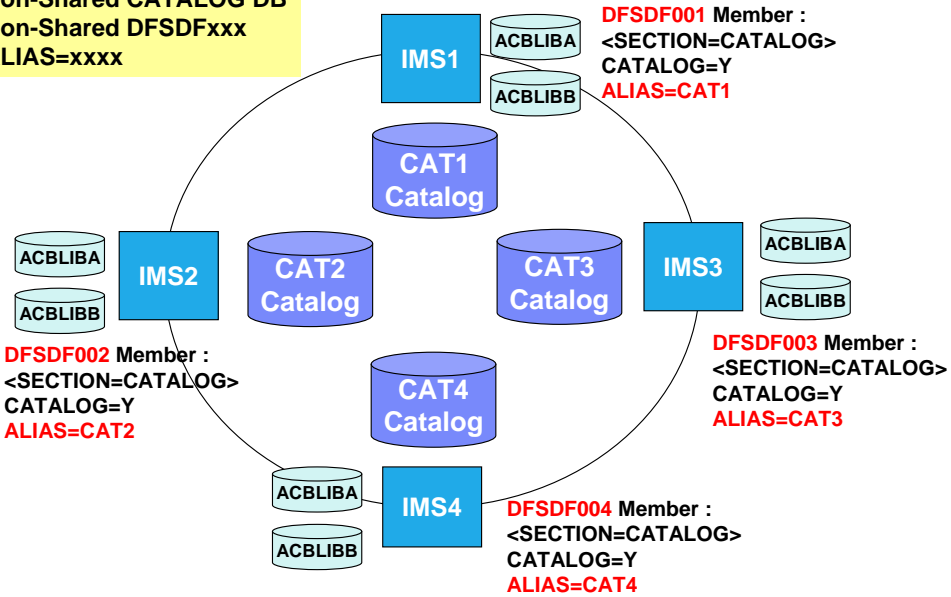 on-Shared CATALOG DB
on-Shared DFSDFxxx
LIAS=xxxx
IMS1
ACBLIBA
ACBLIBB
DFSDF001 Member :
<SECTION=CATALOG>
CATALOG=Y
ALIAS=CAT1
CAT1
Catalog
ACBLIBA
ACBLIBB
IMS2
CAT2
Catalog
DFSDF002 Member :
<SECTION=CATALOG>
CATALOG=Y
ALIAS=CAT2
CAT3
Catalog
IMS3
ACBLIBA
ACBLIBB
DFSDF003 Member :
<SECTION=CATALOG>
CATALOG=Y
ALIAS=CAT3
CAT4
Catalog
ACBLIBA
ACBLIBB
IMS4
DFSDF004 Member :
<SECTION=CATALOG>
CATALOG=Y
ALIAS=CAT4